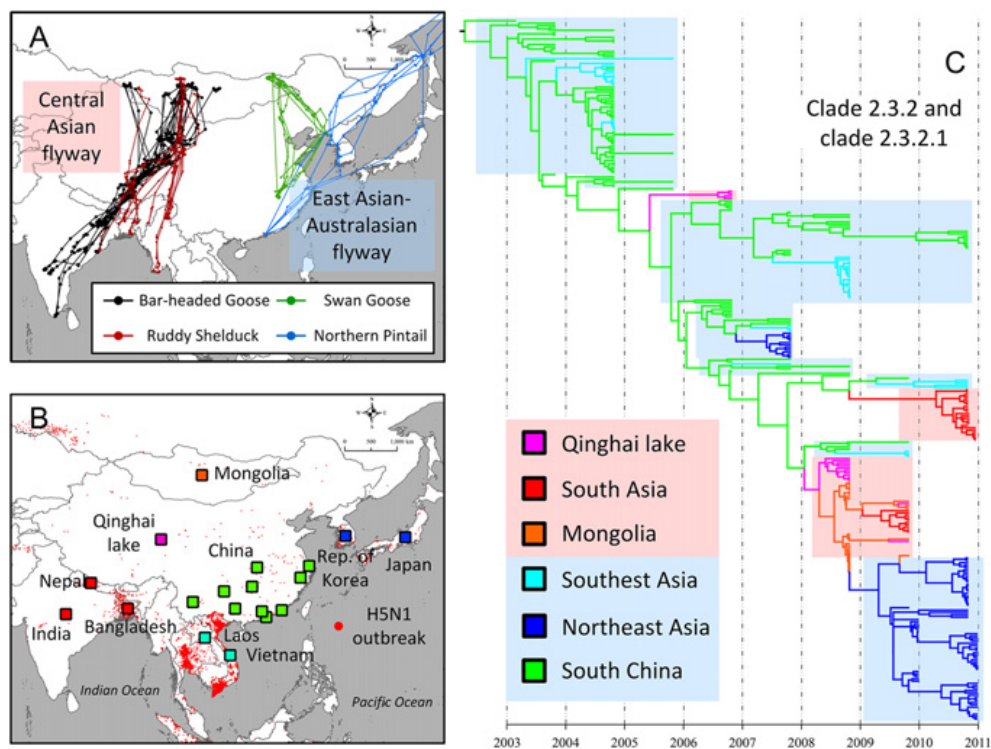 A
Central
Asian
flyway
East Asian-
Australasian
flyway
Bar-headed Goose
Swan Goose
Ruddy Shelduck
Northern Pintail
B
Mongolia
Qinghai
lake
China
Rep. of
Korea
Japan
Nepal
India
Bangladesh
Laos
Vietnam
H5N1
outbreak
Indian Ocean
Pacific Ocean
C
Clade 2.3.2 and
clade 2.3.2.1
Qinghai lake
South Asia
Mongolia
Southest Asia
Northeast Asia
South China
2003 2004 2005 2006 2007 2008 2009 2010 2011